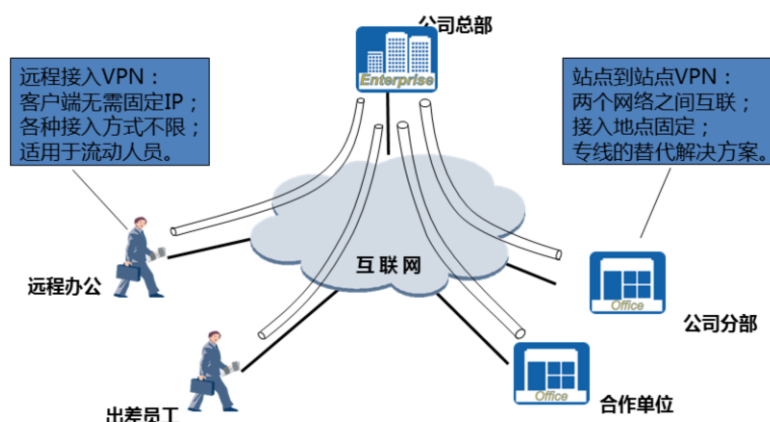 公司总部
Enterprise
远程接入VPN：
客户端无需固定IP；
各种接入方式不限；
适用于流动人员。
站点到站点VPN：
两个网络之间互联；
接入地点固定；
专线的替代解决方案。
互联网
远程办公
Office
公司分部
出差员工
Office
合作单位